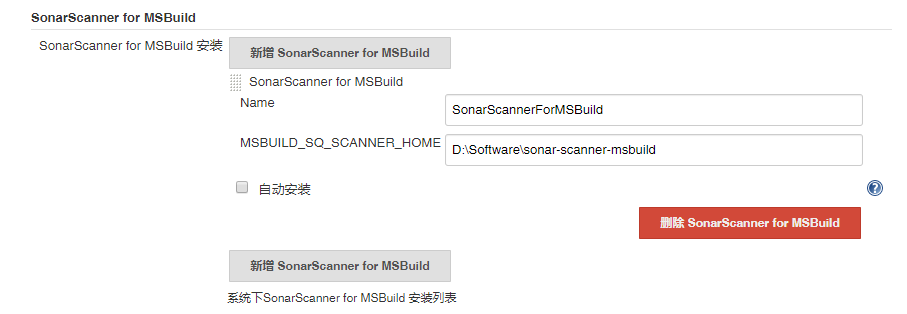 SonarScanner for MSBuild
SonarScanner for MSBuild 安装
新增 SonarScanner for MSBuild
SonarScanner for MSBuild
Name
SonarScannerForMSBuild
MSBUILD_SQ_SCANNER_HOME
D:\Software\sonar-scanner-msbuild
自动安装
?
删除 SonarScanner for MSBuild
新增 SonarScanner for MSBuild
系统下SonarScanner for MSBuild 安装列表